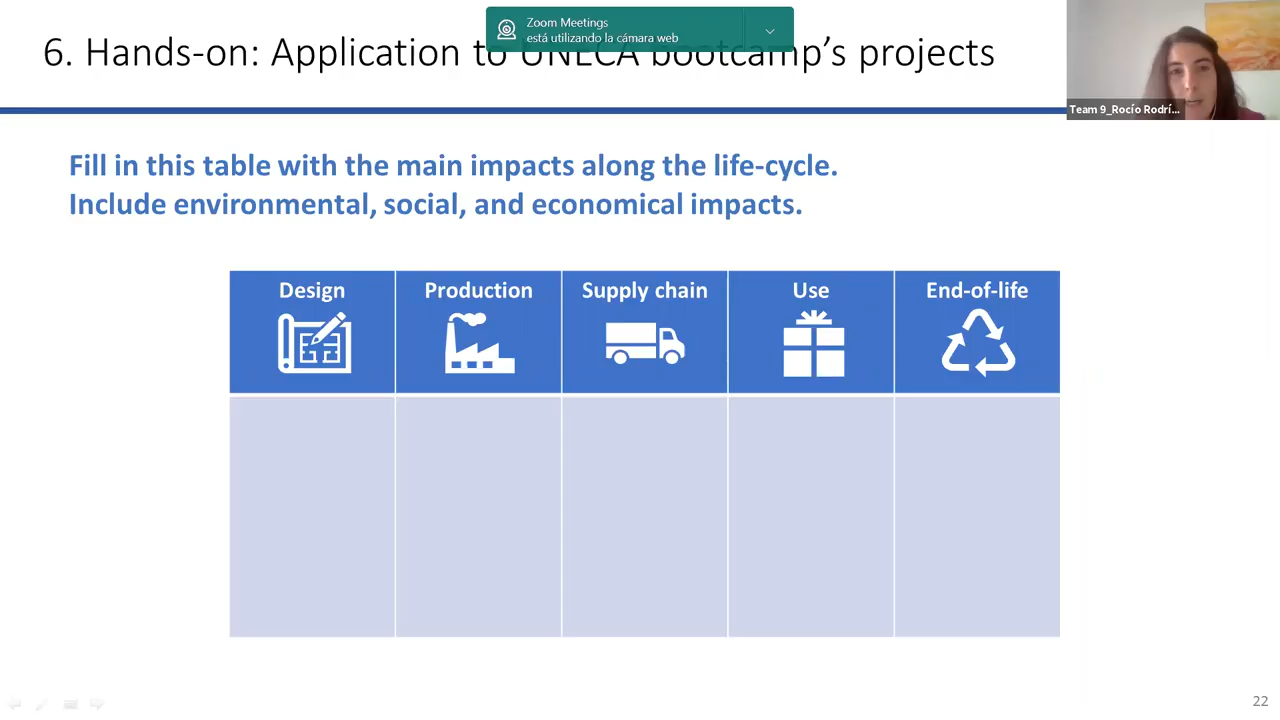 Zoom Meetings
está utilizando la cámara web
6. Hands-on: Application to UNECA bootcamp's projects
Team 9_Rocío Rodrí...
Fill in this table with the main impacts along the life-cycle.
Include environmental, social, and economical impacts.
Design
Production
Supply chain
Use
End-of-life
22